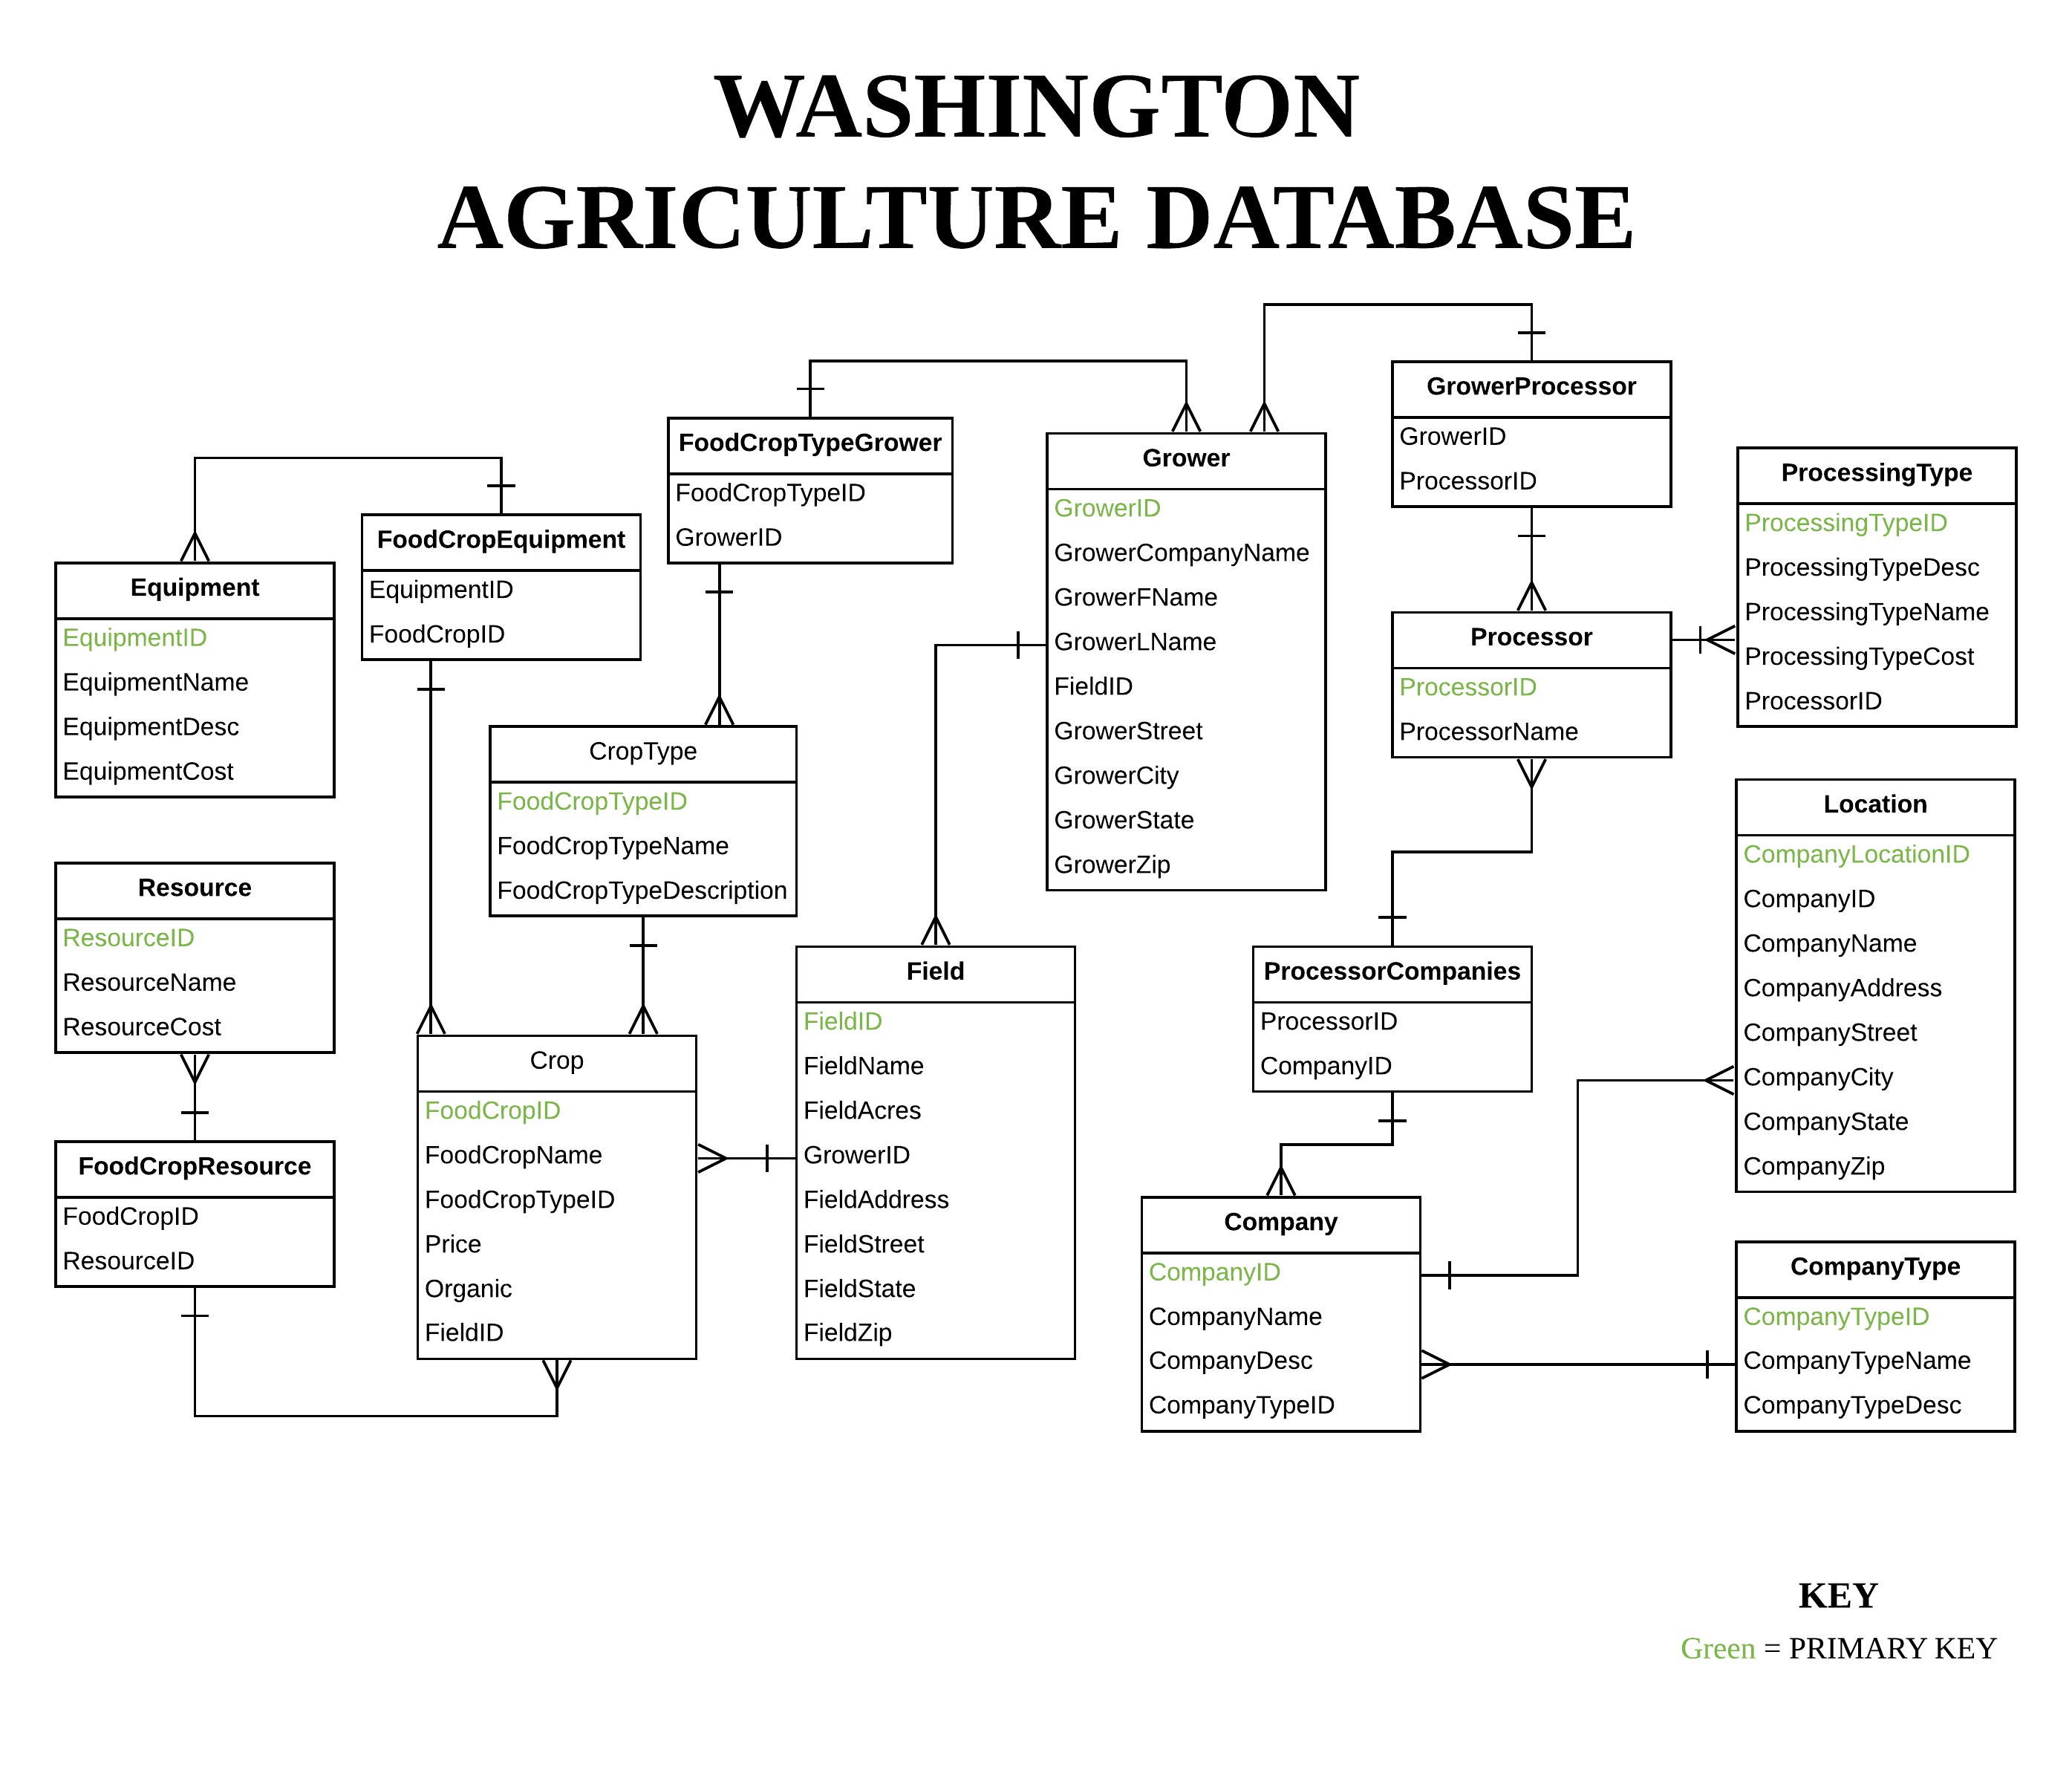 WASHINGTON
AGRICULTURE DATABASE
Equipment
EquipmentID
EquipmentName
EquipmentDesc
EquipmentCost
Resource
ResourceID
ResourceName
ResourceCost
FoodCropResource
FoodCropID
ResourceID
FoodCropEquipment
EquipmentID
FoodCropID
FoodCropTypeGrower
FoodCropTypeID
GrowerID
CropType
FoodCropTypeID
FoodCropTypeName
FoodCropTypeDescription
Crop
FoodCropID
FoodCropName
FoodCropTypeID
Price
Organic
FieldID
Field
FieldID
FieldName
FieldAcres
GrowerID
FieldAddress
FieldStreet
FieldState
FieldZip
Grower
GrowerID
GrowerCompanyName
GrowerFName
GrowerLName
FieldID
GrowerStreet
GrowerCity
GrowerState
GrowerZip
GrowerProcessor
GrowerID
ProcessorID
Processor
ProcessorID
ProcessorName
ProcessorCompanies
ProcessorID
CompanyID
Company
CompanyID
CompanyName
CompanyDesc
CompanyTypeID
ProcessingType
ProcessingTypeID
ProcessingTypeDesc
ProcessingTypeName
ProcessingTypeCost
ProcessorID
Location
CompanyLocationID
CompanyID
CompanyName
CompanyAddress
CompanyStreet
CompanyCity
CompanyState
CompanyZip
CompanyType
CompanyTypeID
CompanyTypeName
CompanyTypeDesc
KEY
Green = PRIMARY KEY